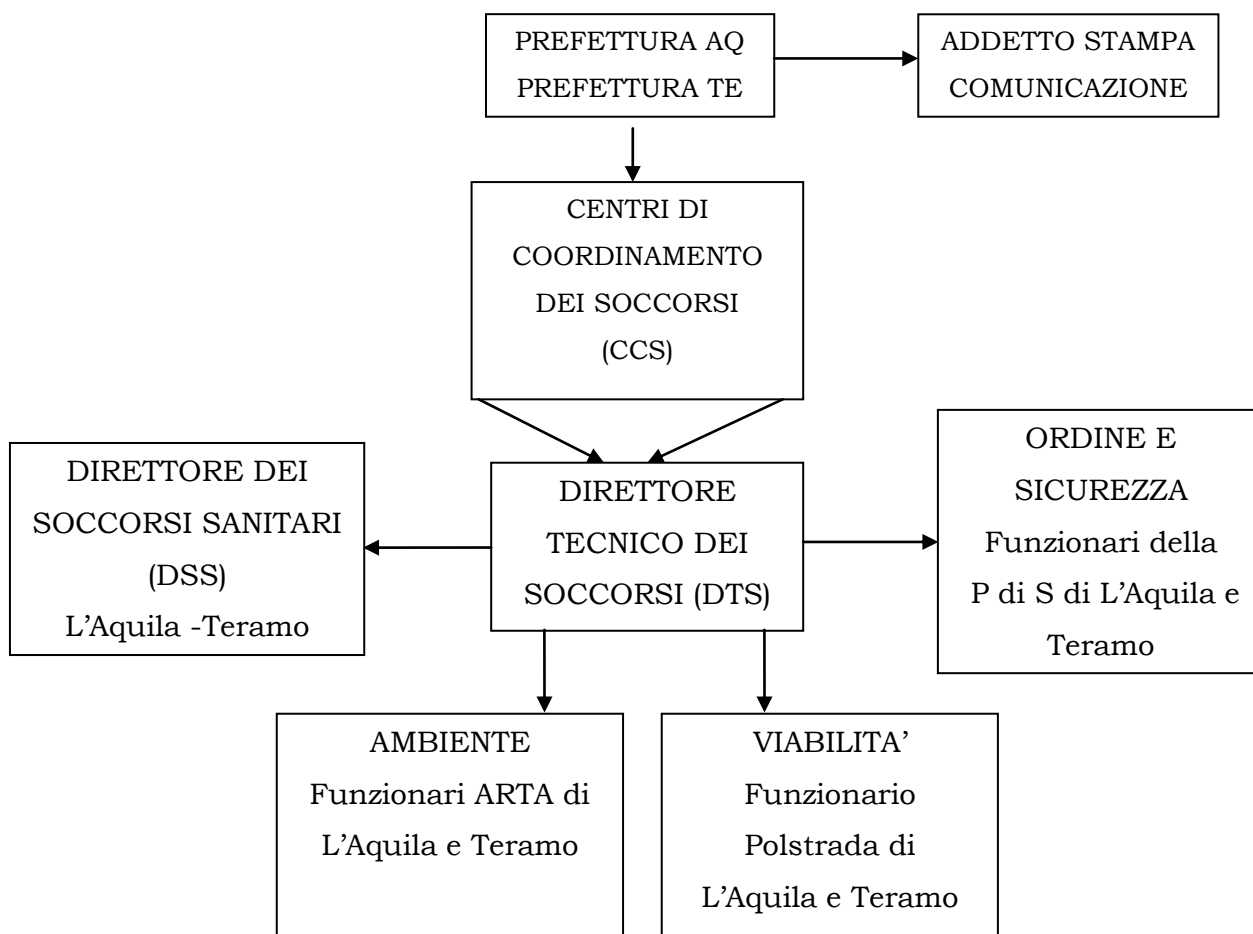 PREFETTURA AQ
PREFETTURA TE
ADDETTO STAMPA
COMUNICAZIONE
CENTRI DI
COORDINAMENTO
DEI SOCCORSI
(CCS)
DIRETTORE DEI
SOCCORSI SANITARI
(DSS)
L’Aquila -Teramo
DIRETTORE
TECNICO DEI
SOCCORSI (DTS)
ORDINE E
SICUREZZA
Funzionari della
P di S di L’Aquila e
Teramo
AMBIENTE
Funzionari ARTA di
L’Aquila e Teramo
VIABILITA’
Funzionario
Polstrada di
L’Aquila e Teramo